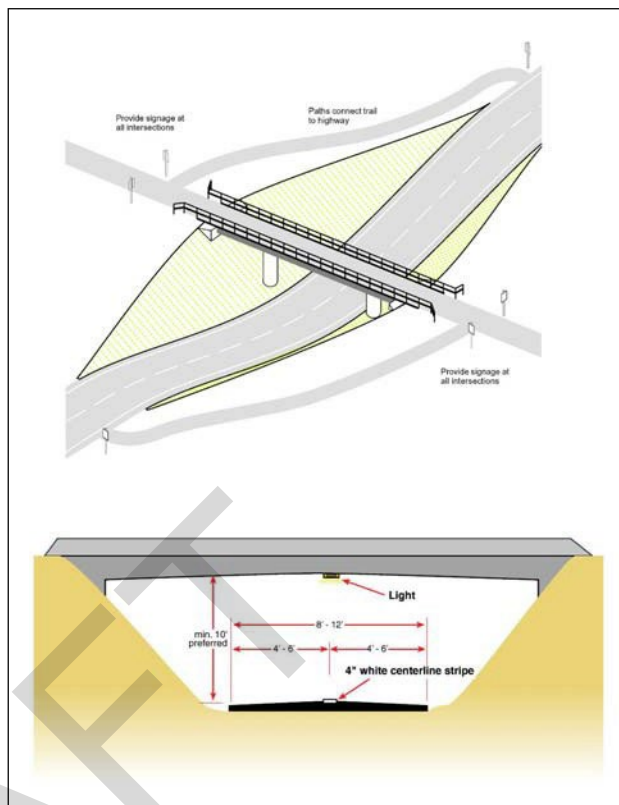 Provide signage at
all intersections
Paths connect trail
to highway
Provide signage at
all intersections
Light
min. 10'
preferred
8' - 12'
4' - 6'
4' - 6'
4" white centerline stripe